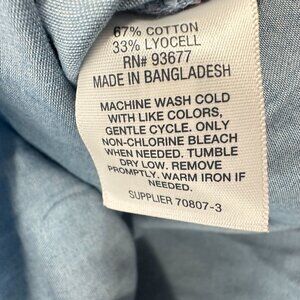 67% COTTON
33% LYOCELL
RN# 93677
MADE IN BANGLADESH
MACHINE WASH COLD
WITH LIKE COLORS,
GENTLE CYCLE. ONLY
NON-CHLORINE BLEACH
WHEN NEEDED. TUMBLE
DRY LOW. REMOVE
PROMPTLY. WARM IRON IF
NEEDED.
SUPPLIER 70807-3